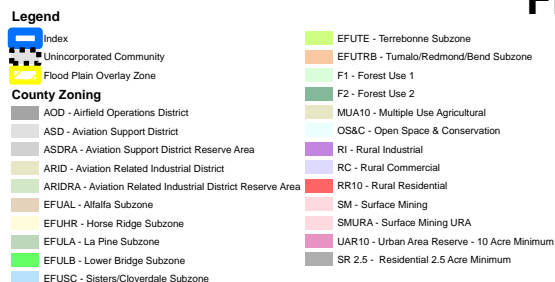 Legend
Index
Unincorporated Community
Flood Plain Overlay Zone
County Zoning
AOD - Airfield Operations District
ASD - Aviation Support District
ASDRA - Aviation Support District Reserve Area
ARID - Aviation Related Industrial District
ARIDRA - Aviation Related Industrial District Reserve Area
EFUAL - Alfalfa Subzone
EFUHR - Horse Ridge Subzone
EFULA - La Pine Subzone
EFULB - Lower Bridge Subzone
EFUSC - Sisters/Cloverdale Subzone
EFUTE - Terrebonne Subzone
EFUTRB - Tumalo/Redmond/Bend Subzone
F1 - Forest Use 1
F2 - Forest Use 2
MUA10 - Multiple Use Agricultural
OS&C - Open Space & Conservation
RI - Rural Industrial
RC - Rural Commercial
RR10 - Rural Residential
SM - Surface Mining
SMURA - Surface Mining URA
UAR10 - Urban Area Reserve - 10 Acre Minimum
SR 2.5 - Residential 2.5 Acre Minimum